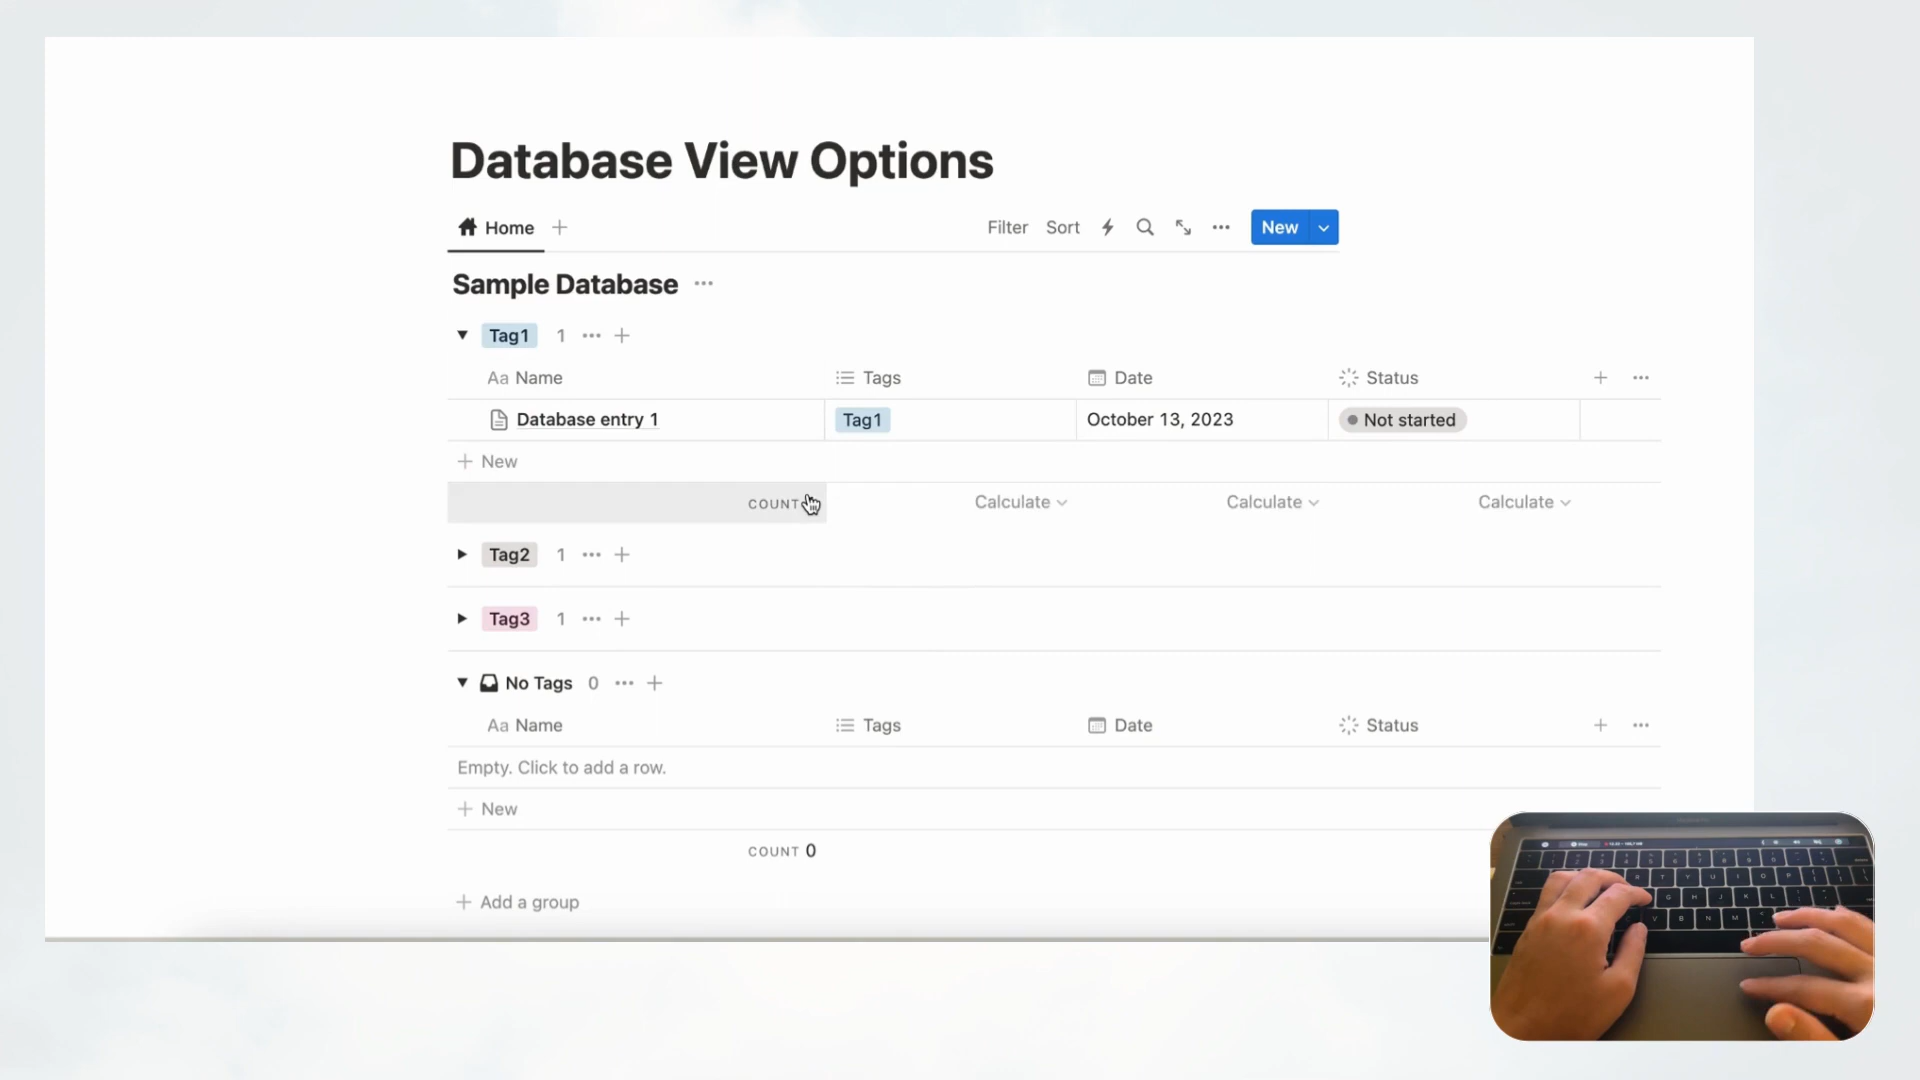 Database View Options
Home
Filter Sort New
Sample Database
Tag1 1
Aa Name Tags Date Status
Database entry 1 Tag1 October 13, 2023 Not started
New
COUNT Calculate Calculate Calculate
Tag2 1
Tag3 1
No Tags 0
Aa Name Tags Date Status
Empty. Click to add a row.
New
COUNT 0
Add a group